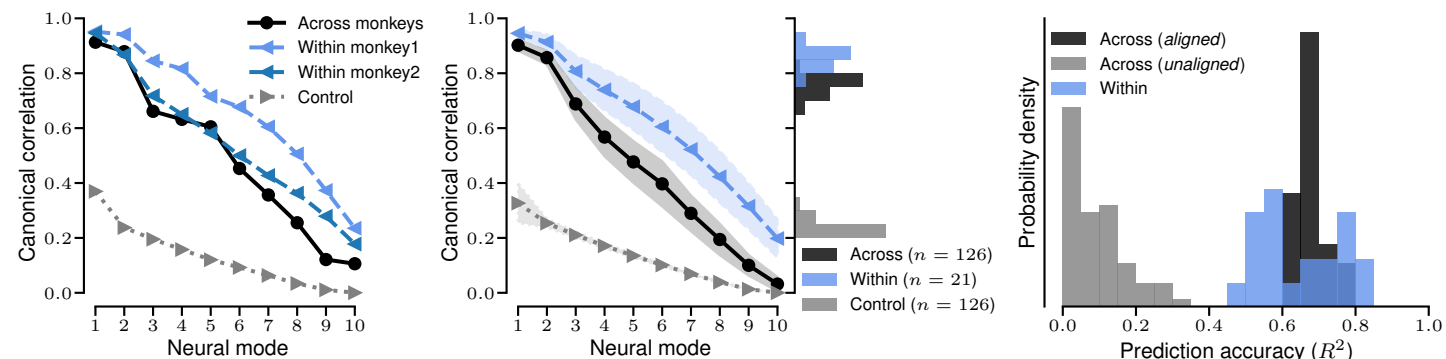 Canonical correlation
1.0
0.8
0.6
0.4
0.2
0.0
1 2 3 4 5 6 7 8 9 10
Neural mode
Across monkeys
Within monkey1
Within monkey2
Control
Canonical correlation
1.0
0.8
0.6
0.4
0.2
0.0
1 2 3 4 5 6 7 8 9 10
Neural mode
Across (n = 126)
Within (n = 21)
Control (n = 126)
Probability density
Across (aligned)
Across (unaligned)
Within
0.0 0.2 0.4 0.6 0.8 1.0
Prediction accuracy (R²)